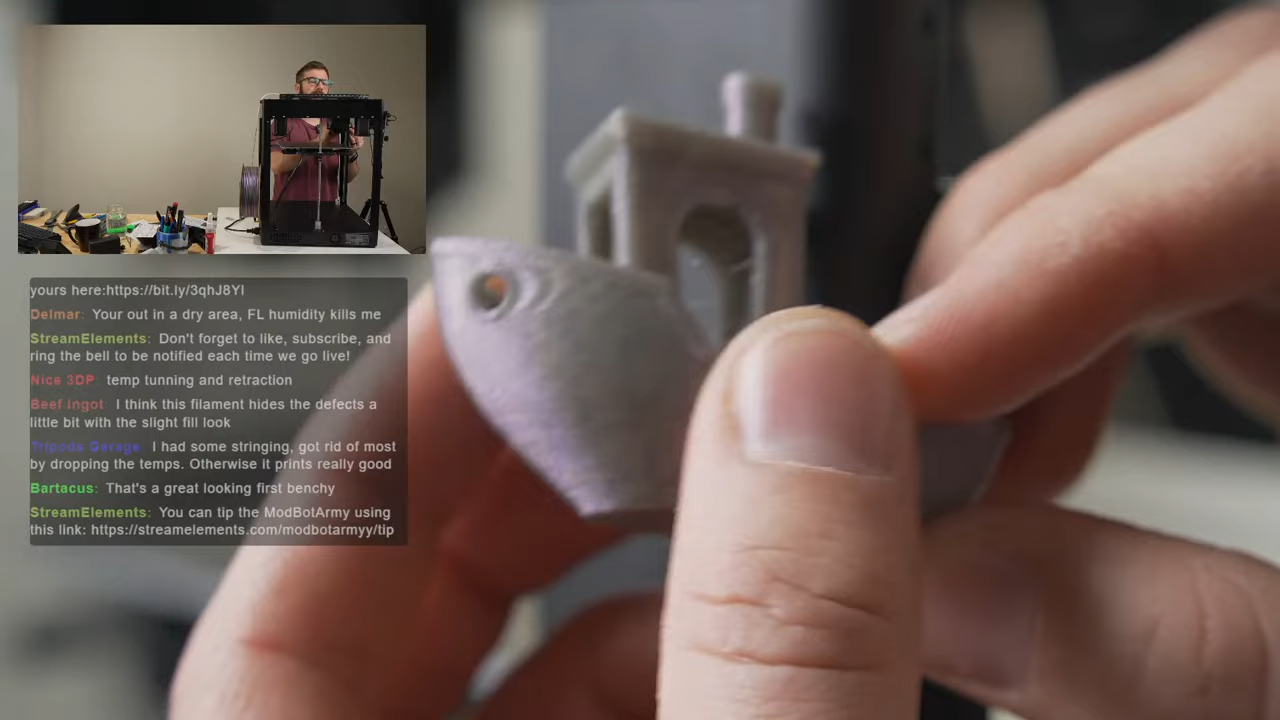 yours here:https://bit.ly/3qhJ8YI
Delmar: Your out in a dry area, FL humidity kills me
StreamElements: Don't forget to like, subscribe, and
ring the bell to be notified each time we go live!
Nice 3DP: temp tunning and retraction
Beef Ingot: I think this filament hides the defects a
little bit with the slight fill look
Tripods Garage: I had some stringing, got rid of most
by dropping the temps. Otherwise it prints really good
Bartacus: That's a great looking first benchy
StreamElements: You can tip the ModBotArmy using
this link: https://streamelements.com/modbotarmyy/tip